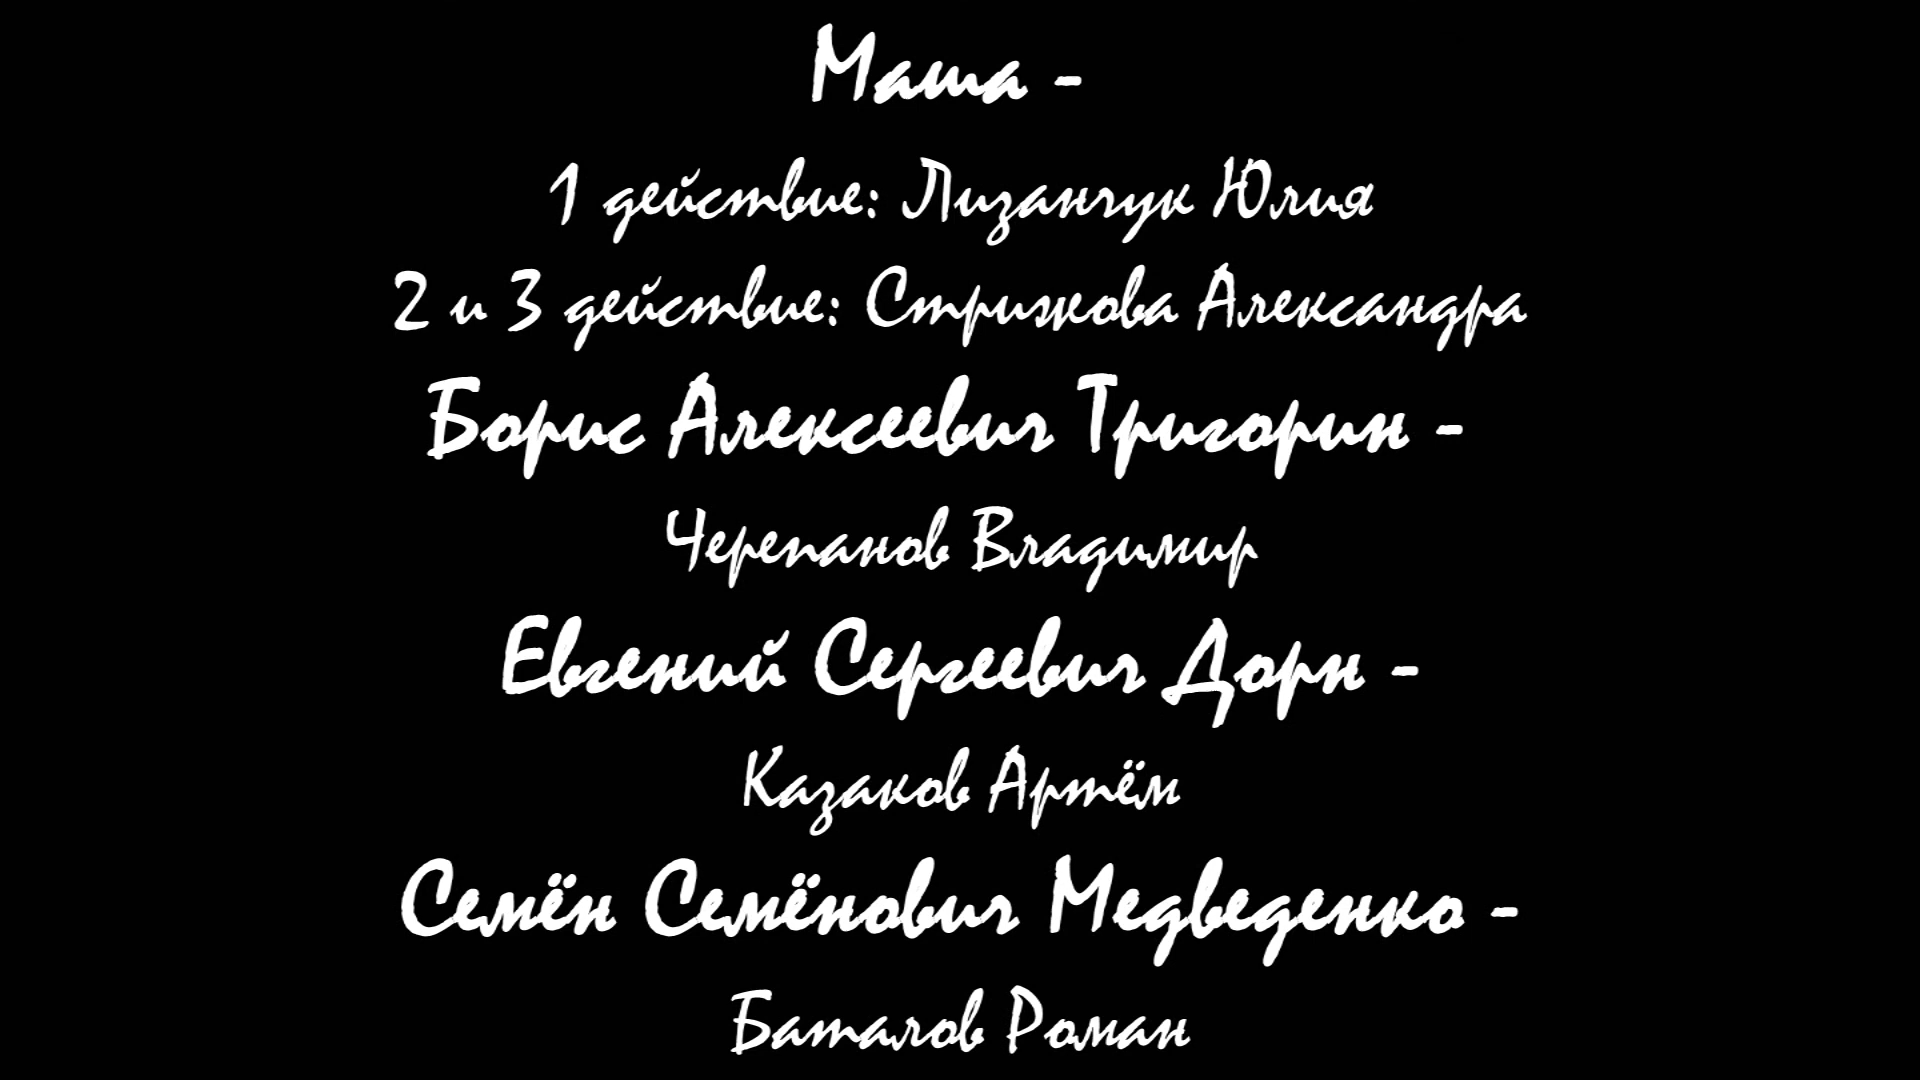 Маша -
1 действие: Лизанчук Юлия
2 и 3 действие: Стрижкова Александра
Борис Алексеевич Тригорин -
Черепанов Владимир
Евгений Сергеевич Дорн -
Казаков Артём
Семён Семёнович Медведенко -
Баталов Роман